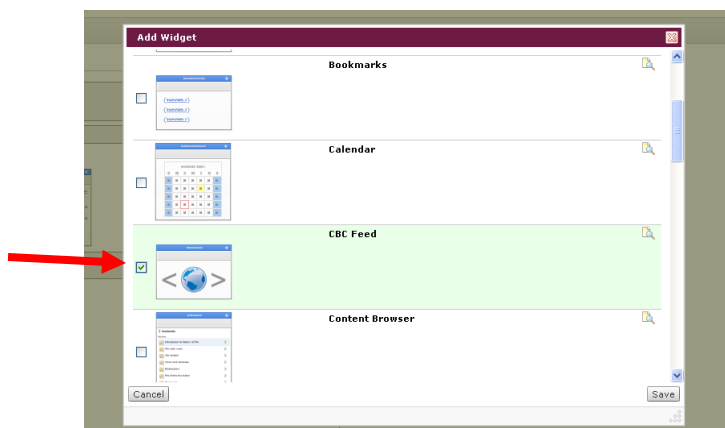 Add Widget
Bookmarks
Calendar
CBC Feed
Content Browser
Cancel
Save